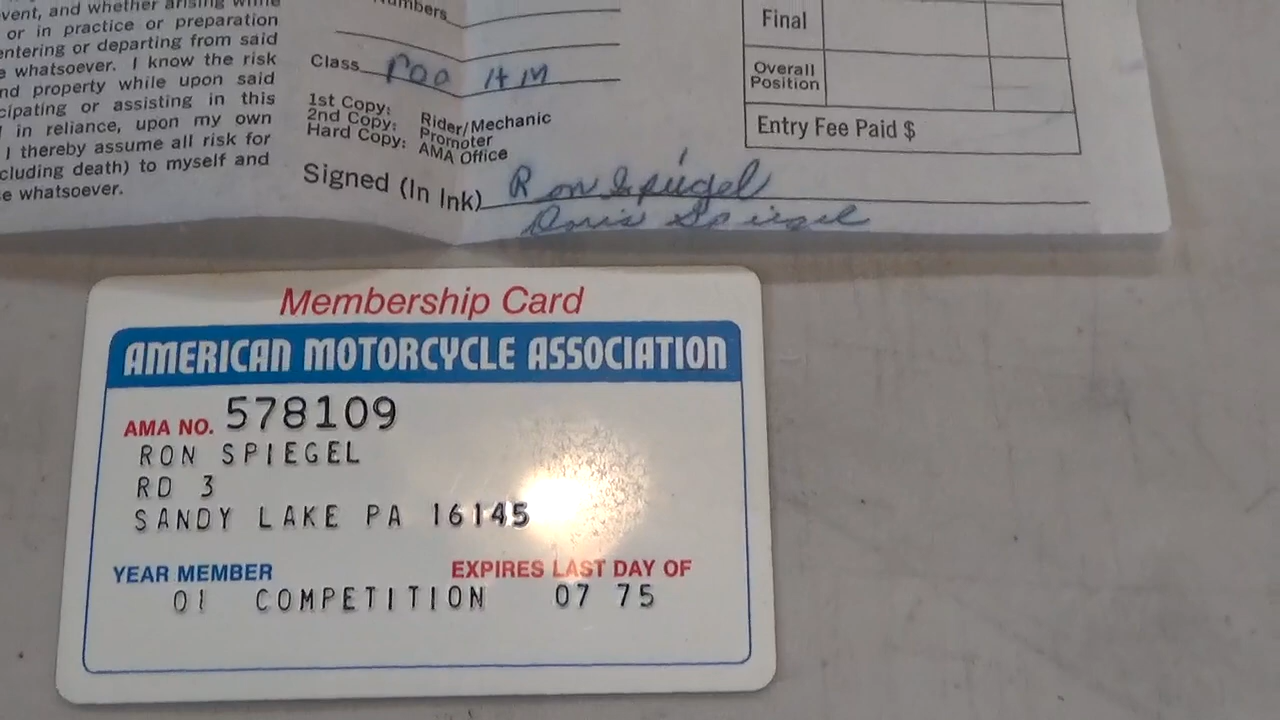 vent, and whether arising while
or in practice or preparation
entering or departing from said
whatsoever. I know the risk
nd property while upon said
cipating or assisting in this
in reliance, upon my own
I thereby assume all risk for
cluding death) to myself and
e whatsoever.
Numbers
Class 200 HM
1st Copy: Rider/Mechanic
2nd Copy: Promoter
Hard Copy: AMA Office
Signed (In Ink) Ron Spiegel
Doris Spiegel
Final
Overall
Position
Entry Fee Paid $
Membership Card
AMERICAN MOTORCYCLE ASSOCIATION
AMA NO. 578109
RON SPIEGEL
RD 3
SANDY LAKE PA 16145
YEAR MEMBER EXPIRES LAST DAY OF
01 COMPETITION 07 75